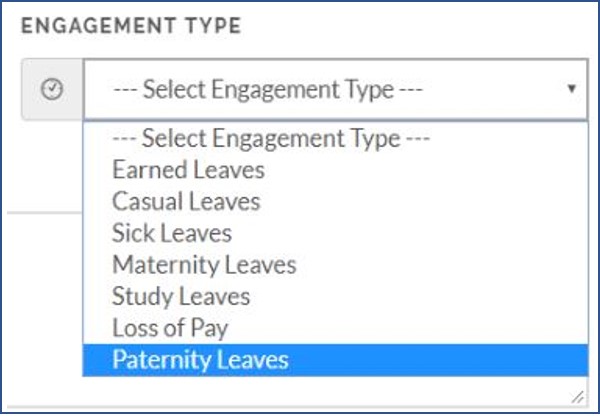 ENGAGEMENT TYPE
--- Select Engagement Type ---
--- Select Engagement Type ---
Earned Leaves
Casual Leaves
Sick Leaves
Maternity Leaves
Study Leaves
Loss of Pay
Paternity Leaves